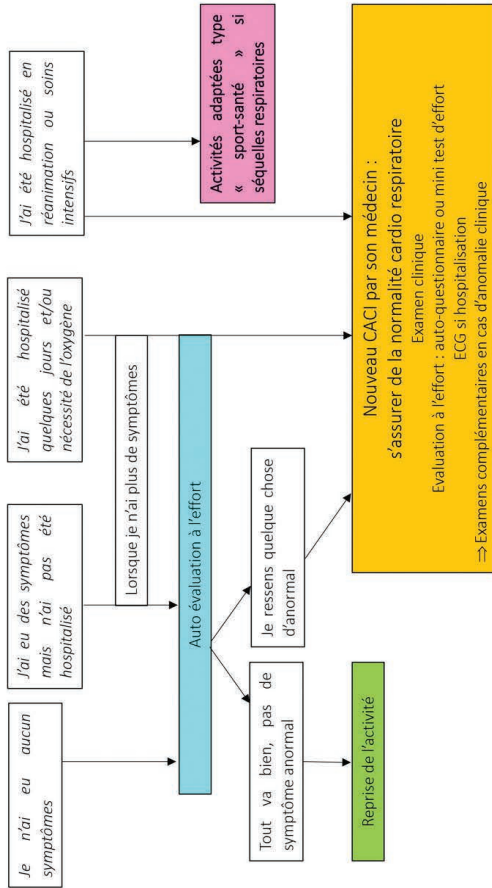 Je n'ai eu aucun
symptômes
J'ai eu des symptômes
mais n'ai pas été
hospitalisé
J'ai été hospitalisé
quelques jours et/ou
nécessité de l'oxygène
J'ai été hospitalisé en
réanimation ou soins
intensifs
Lorsque je n'ai plus de symptômes
Auto évaluation à l'effort
Activités adaptées type
« sport-santé » si
séquelles respiratoires
Tout va bien, pas de
symptôme anormal
Je ressens quelque chose
d'anormal
Reprise de l'activité
Nouveau CACI par son médecin :
s'assurer de la normalité cardio respiratoire
Examen clinique
Evaluation à l'effort : auto-questionnaire ou mini test d'effort
ECG si hospitalisation
⇒ Examens complémentaires en cas d'anomalie clinique